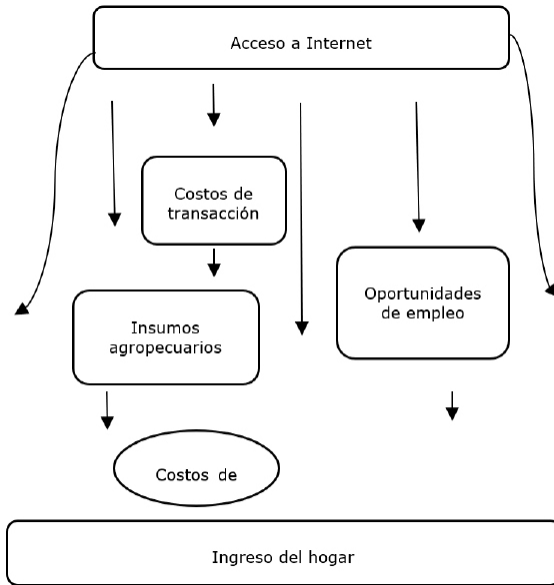 Acceso a Internet
Costos de
transacción
Oportunidades
de empleo
Insumos
agropecuarios
Costos de
Ingreso del hogar